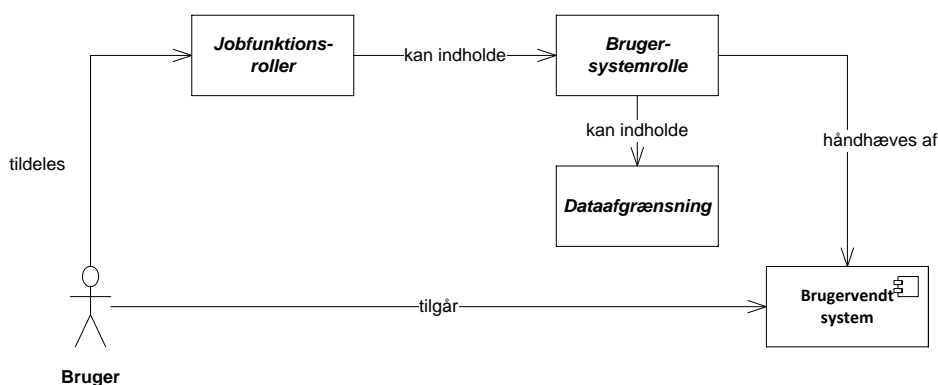 Jobfunktions-
roller
kan indholde
Bruger-
systemrolle
kan indholde
håndhæves af
tildeles
Dataafgrænsning
Brugervendt
system
tilgår
Bruger